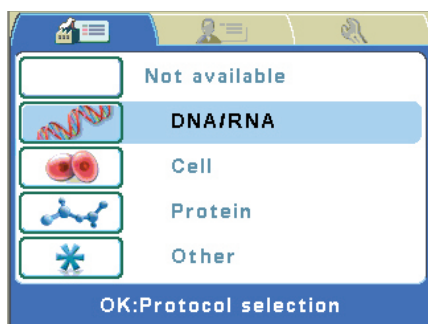 Not available
DNA/RNA
Cell
Protein
Other
OK:Protocol selection